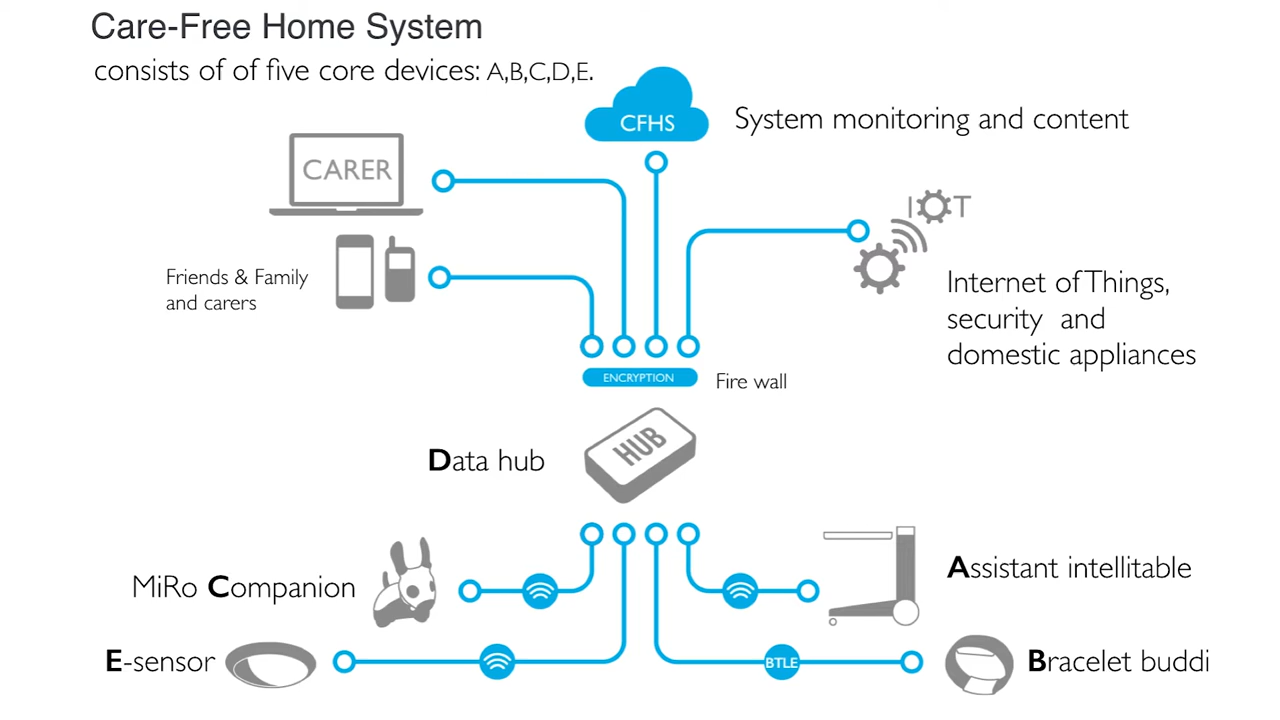 Care-Free Home System
consists of of five core devices: A,B,C,D,E.
CFHS
System monitoring and content
CARER
IOT
Friends & Family
and carers
Internet of Things,
security and
domestic appliances
ENCRYPTION
Fire wall
HUB
Data hub
MiRo Companion
Assistant intellitable
E-sensor
BTLE
Bracelet buddi